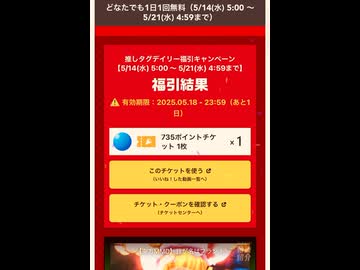 どなたでも1日1回無料（5/14(水) 5:00 〜
5/21(水) 4:59まで）
推しタグデイリー福引キャンペーン
【5/14(水) 5:00 〜 5/21(水) 4:59まで】
福引結果
有効期限：2025.05.18 - 23:59（あと1
日）
735ポイントチケ
ット 1枚
×1
このチケットを使う
（いいね！した動画一覧へ）
チケット・クーポンを確認する
（チケットセンターへ）
紹介